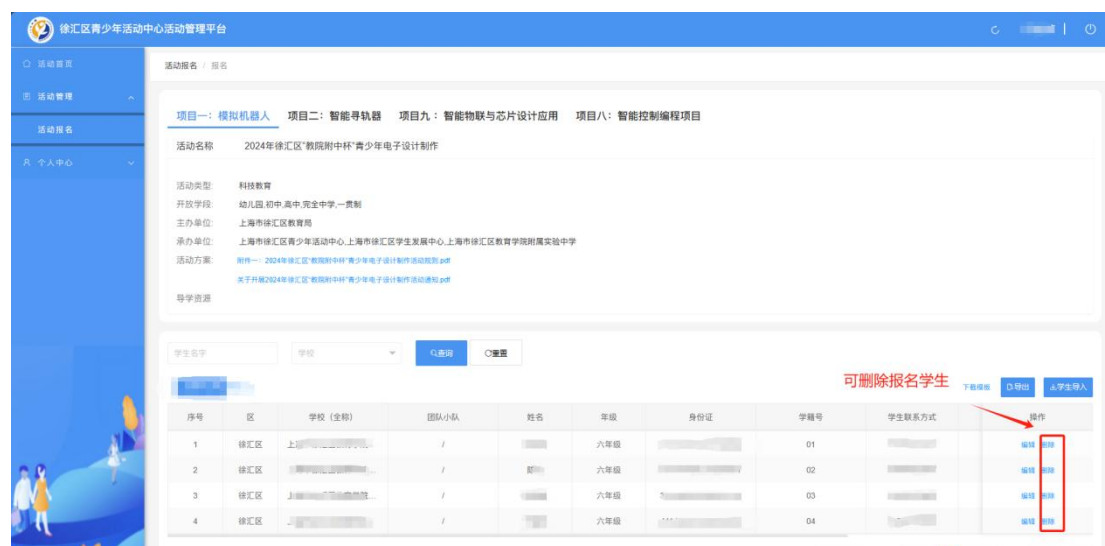 徐汇区青少年活动中心活动管理平台
活动首页
活动管理
活动报名
个人中心
活动报名 / 报名
项目一：模拟机器人 项目二：智能寻轨器 项目九：智能物联与芯片设计应用 项目八：智能控制编程项目
活动名称 2024年徐汇区"教院附中杯"青少年电子设计制作
活动类型: 科技教育
开放学段: 幼儿园,初中,高中,完全中学,一贯制
主办单位: 上海市徐汇区教育局
承办单位: 上海市徐汇区青少年活动中心,上海市徐汇区学生发展中心,上海市徐汇区教育学院附属实验中学
活动方案: 附件一：2024年徐汇区"教院附中杯"青少年电子设计制作活动规则.pdf
关于开展2024年徐汇区"教院附中杯"青少年电子设计制作活动通知.pdf
导学资源
学生名字 学校 查询 重置
可删除报名学生 下载模板 导出 学生导入
序号 区 学校（全称） 团队小队 姓名 年级 身份证 学籍号 学生联系方式 操作
1 徐汇区 / 六年级 01 编辑 删除
2 徐汇区 / 六年级 02 编辑 删除
3 徐汇区 / 六年级 03 编辑 删除
4 徐汇区 / 六年级 04 编辑 删除